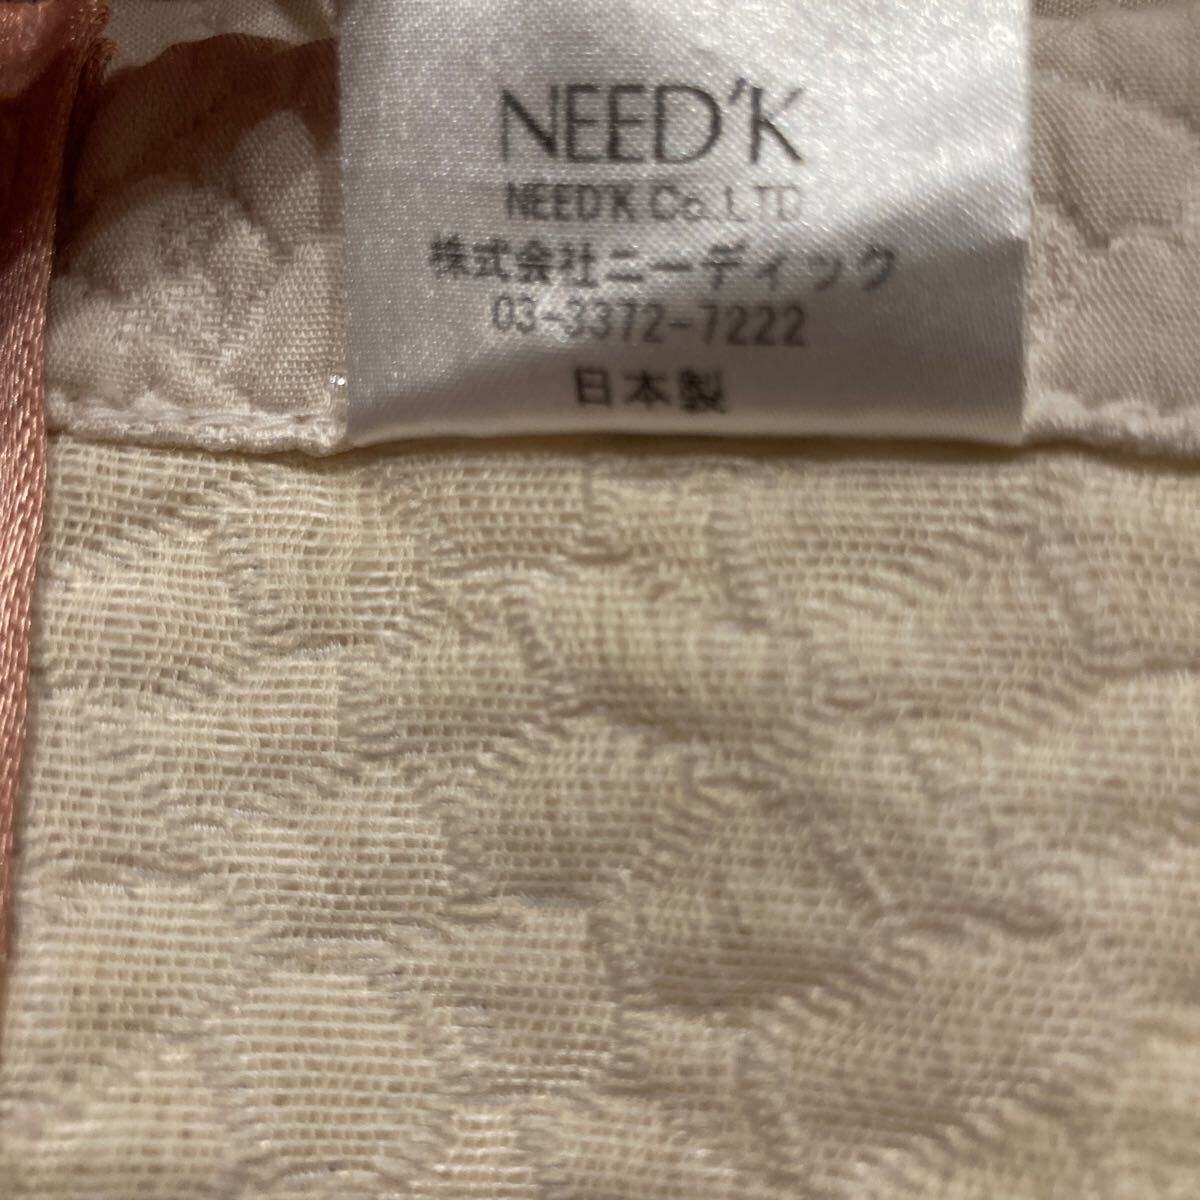 NEED'K
NEED'K Co.,LTD
株式会社ニーディック
03-3372-7222
日本製